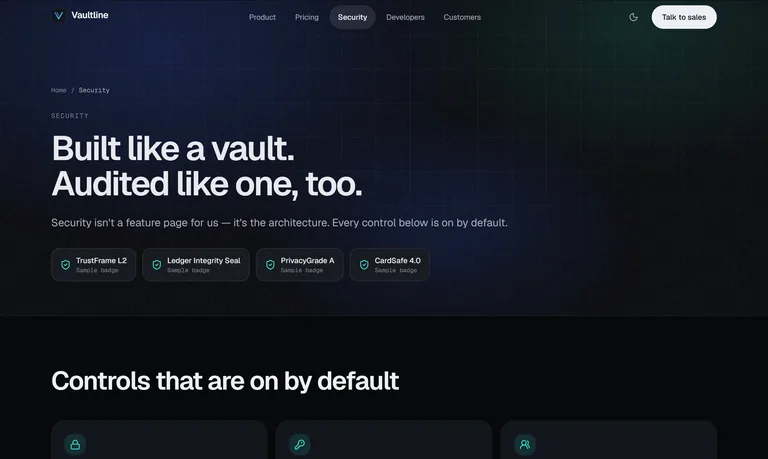 Vaultline
Product
Pricing
Security
Developers
Customers
Talk to sales
Home / Security
SECURITY
Built like a vault.
Audited like one, too.
Security isn't a feature page for us — it's the architecture. Every control below is on by default.
TrustFrame L2
Sample badge
Ledger Integrity Seal
Sample badge
PrivacyGrade A
Sample badge
CardSafe 4.0
Sample badge
Controls that are on by default